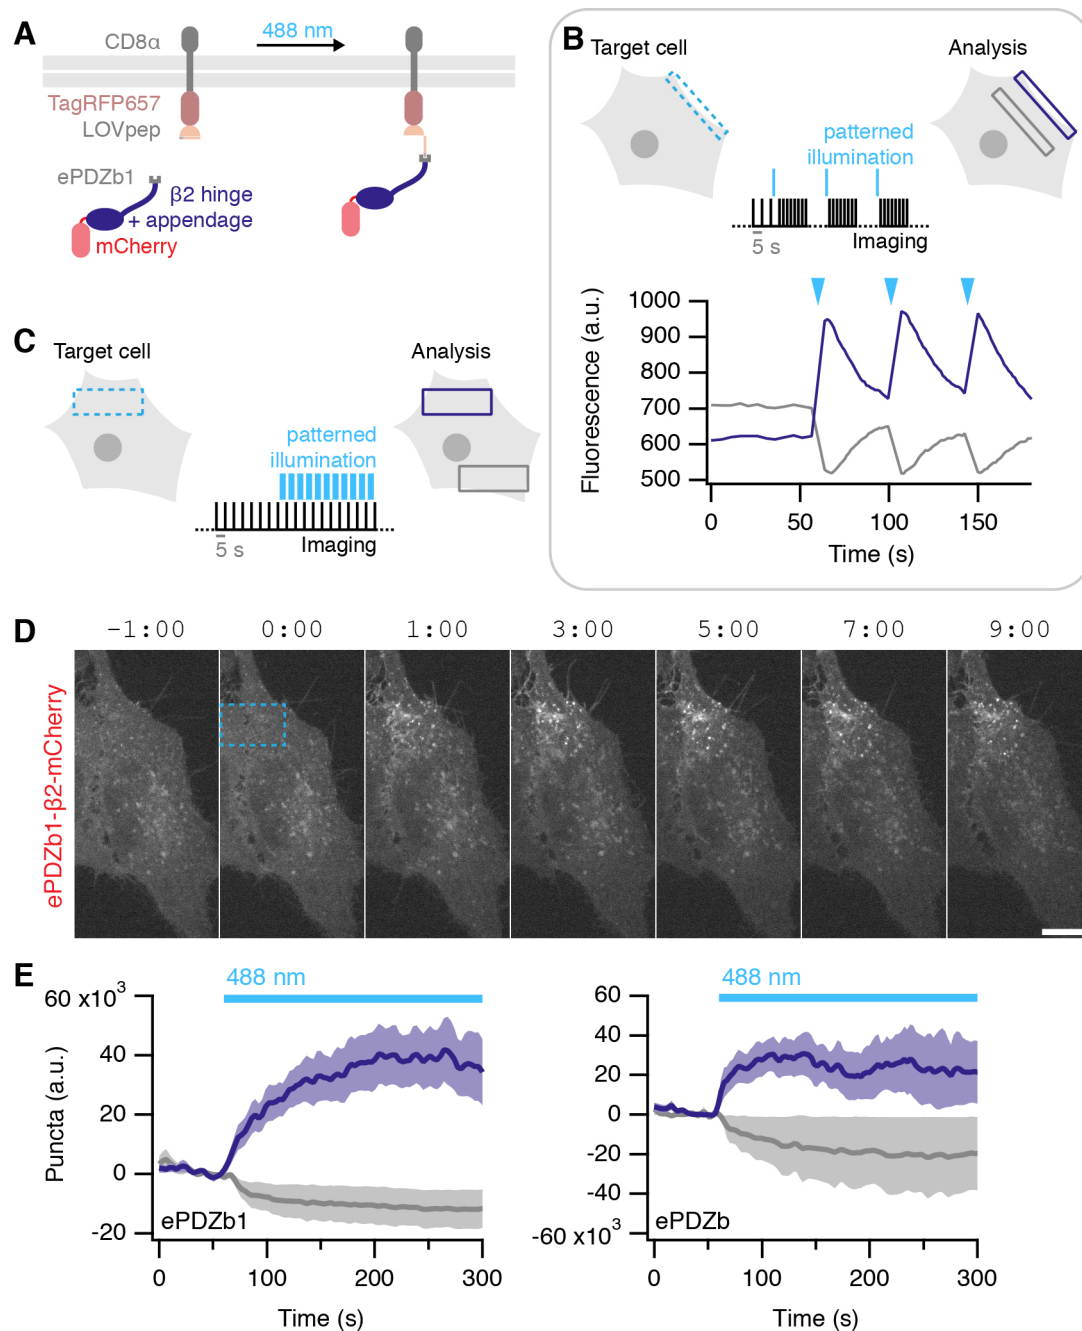 A
CD8α
488 nm
TagRFP657
LOVpep
ePDZb1
β2 hinge
+ appendage
mCherry
B
Target cell
Analysis
patterned
illumination
5 s
Imaging
Fluorescence (a.u.)
1000
900
800
700
600
500
0
50
100
150
Time (s)
C
Target cell
Analysis
patterned
illumination
5 s
Imaging
D
-1:00
0:00
1:00
3:00
5:00
7:00
9:00
ePDZb1-β2-mCherry
E
488 nm
60 x10³
40
20
0
-20
Puncta (a.u.)
ePDZb1
0
100
200
300
Time (s)
488 nm
60
40
20
0
-20
-40
-60 x10³
ePDZb
0
100
200
300
Time (s)